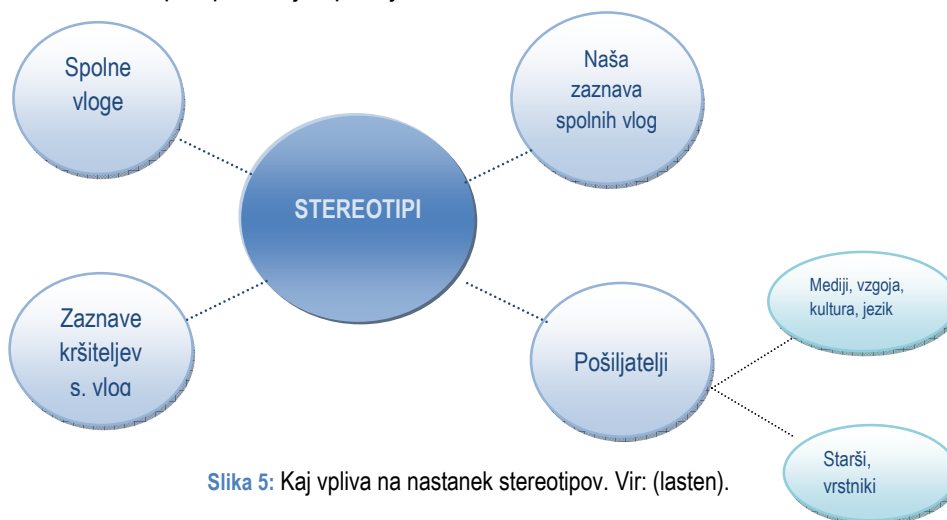 Spolne
vloge
Naša
zaznava
spolnih vlog
STEREOTIPI
Zaznave
kršiteljev
s. vlog
Pošiljatelji
Mediji, vzgoja,
kultura, jezik
Starši,
vrstniki
Slika 5: Kaj vpliva na nastanek stereotipov. Vir: (lasten).